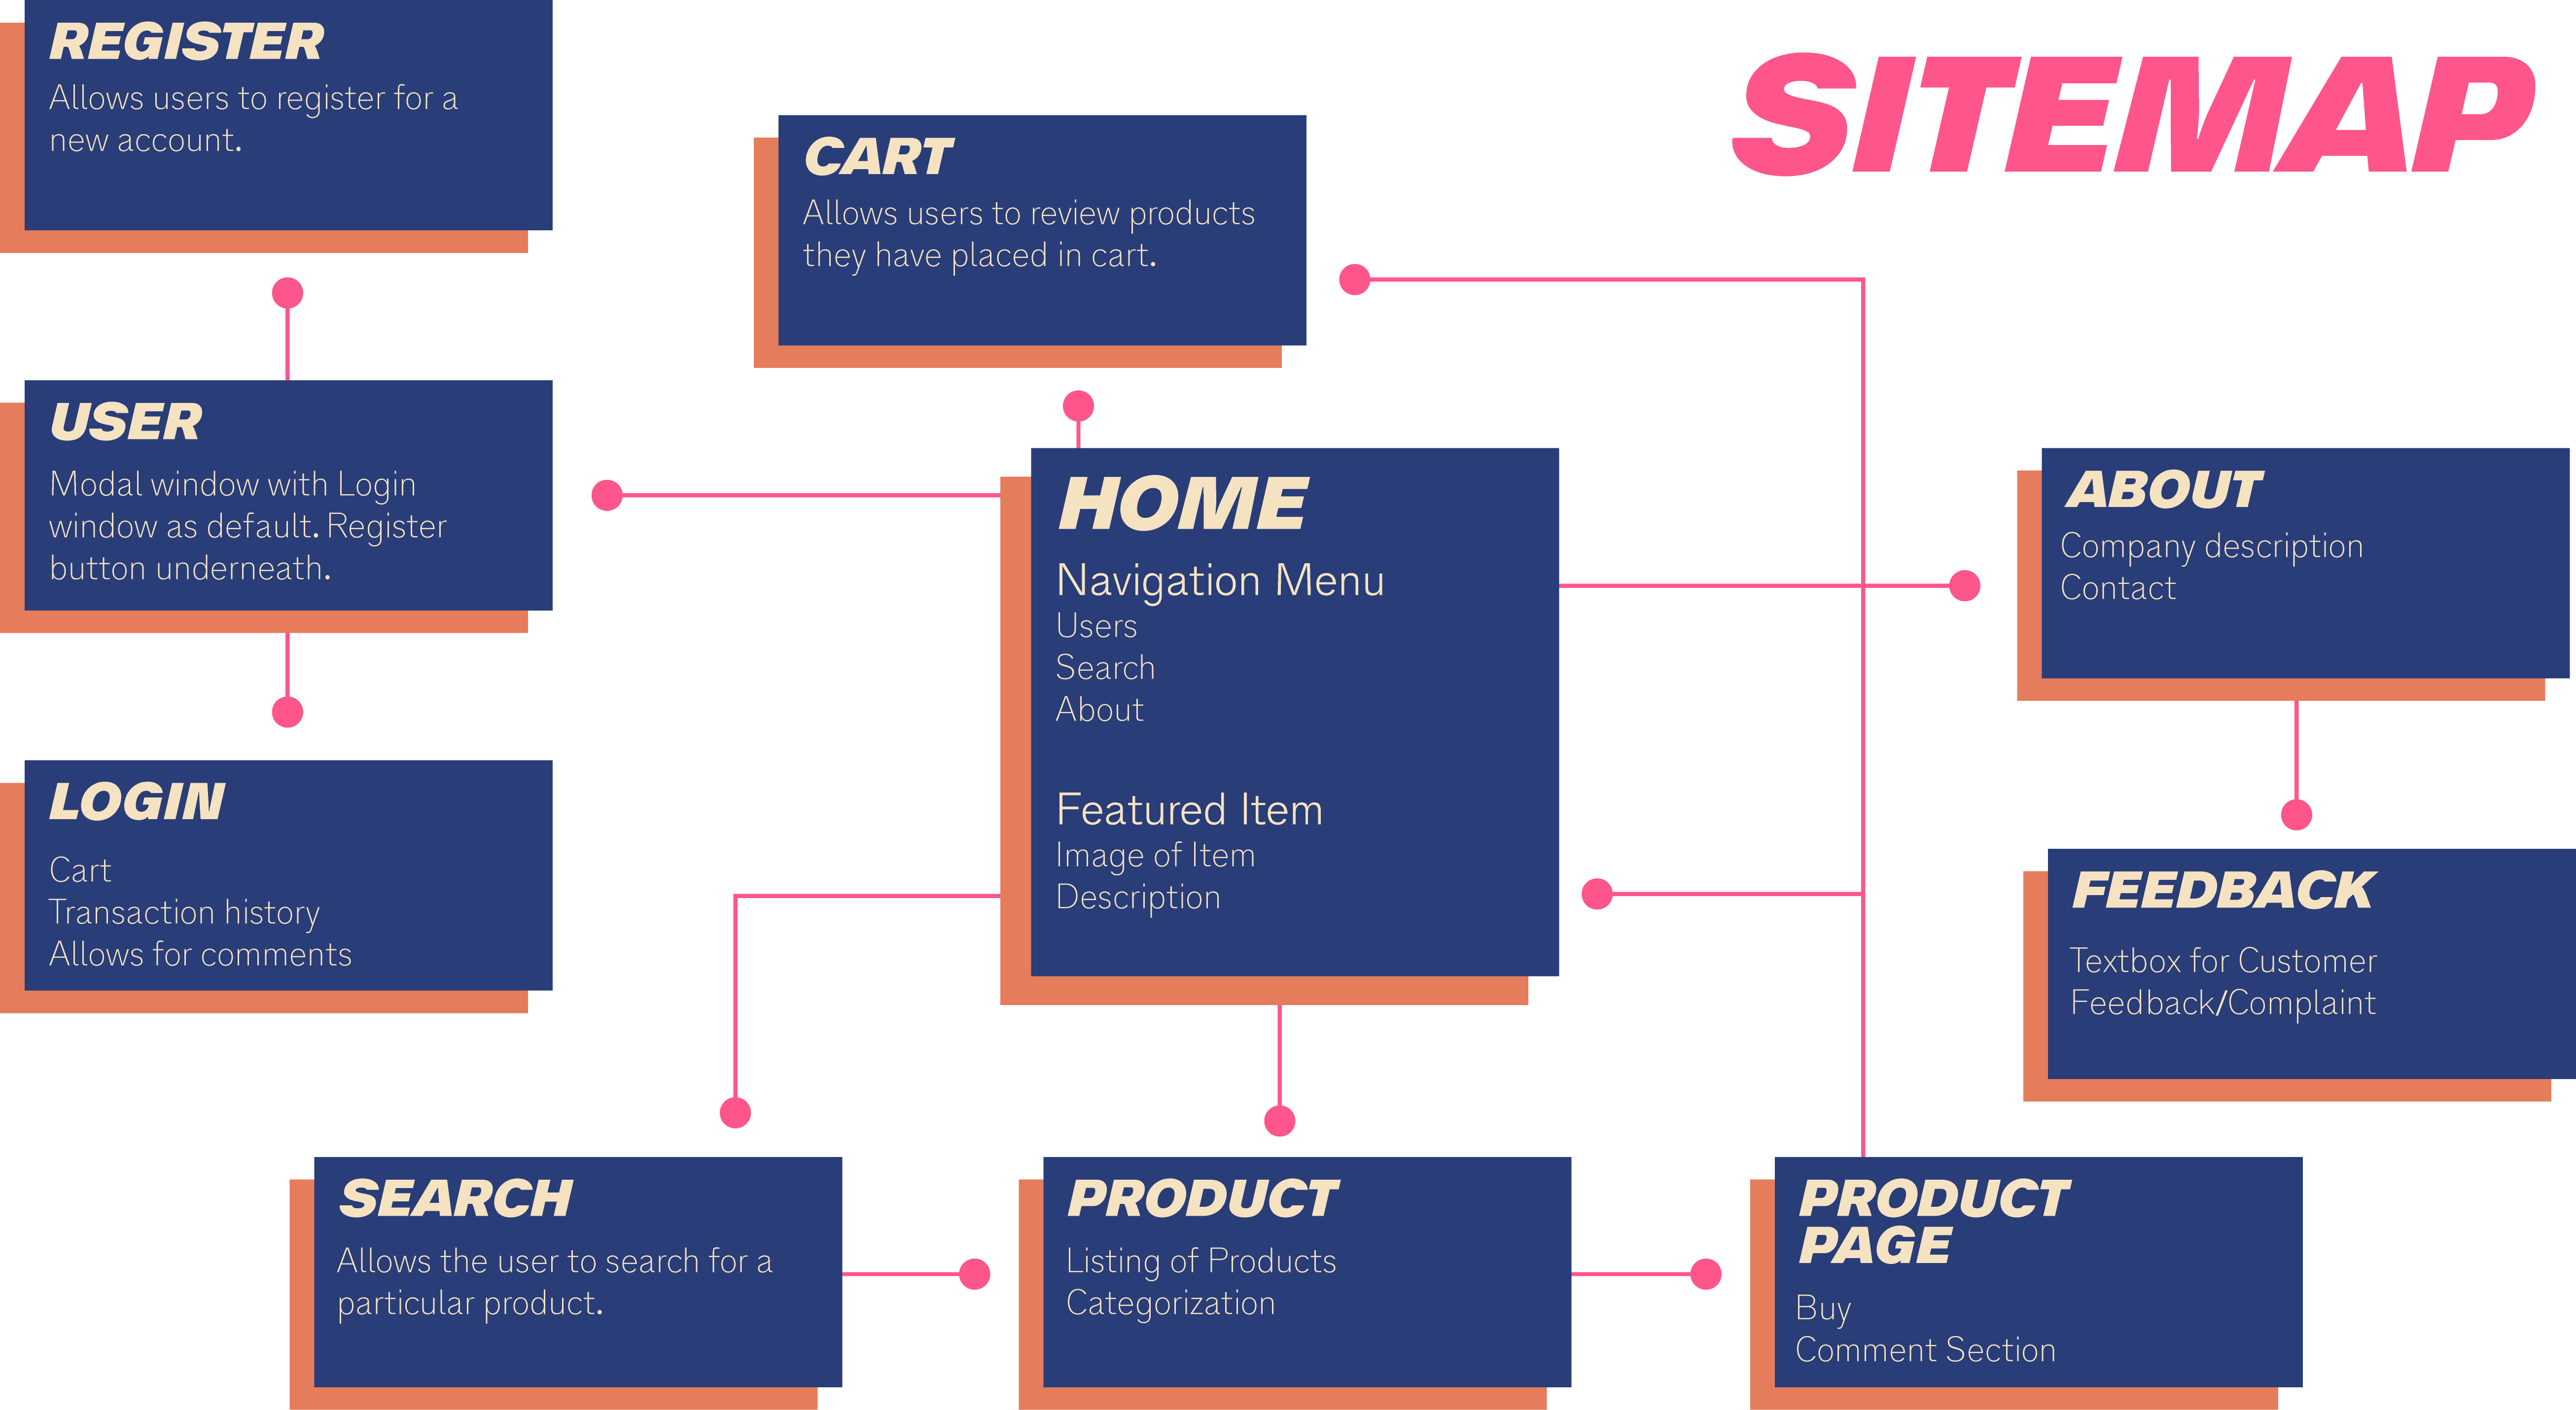 SITEMAP
REGISTER
Allows users to register for a
new account.
CART
Allows users to review products
they have placed in cart.
USER
Modal window with Login
window as default. Register
button underneath.
HOME
Navigation Menu
Users
Search
About
Featured Item
Image of Item
Description
ABOUT
Company description
Contact
LOGIN
Cart
Transaction history
Allows for comments
FEEDBACK
Textbox for Customer
Feedback/Complaint
SEARCH
Allows the user to search for a
particular product.
PRODUCT
Listing of Products
Categorization
PRODUCT
PAGE
Buy
Comment Section